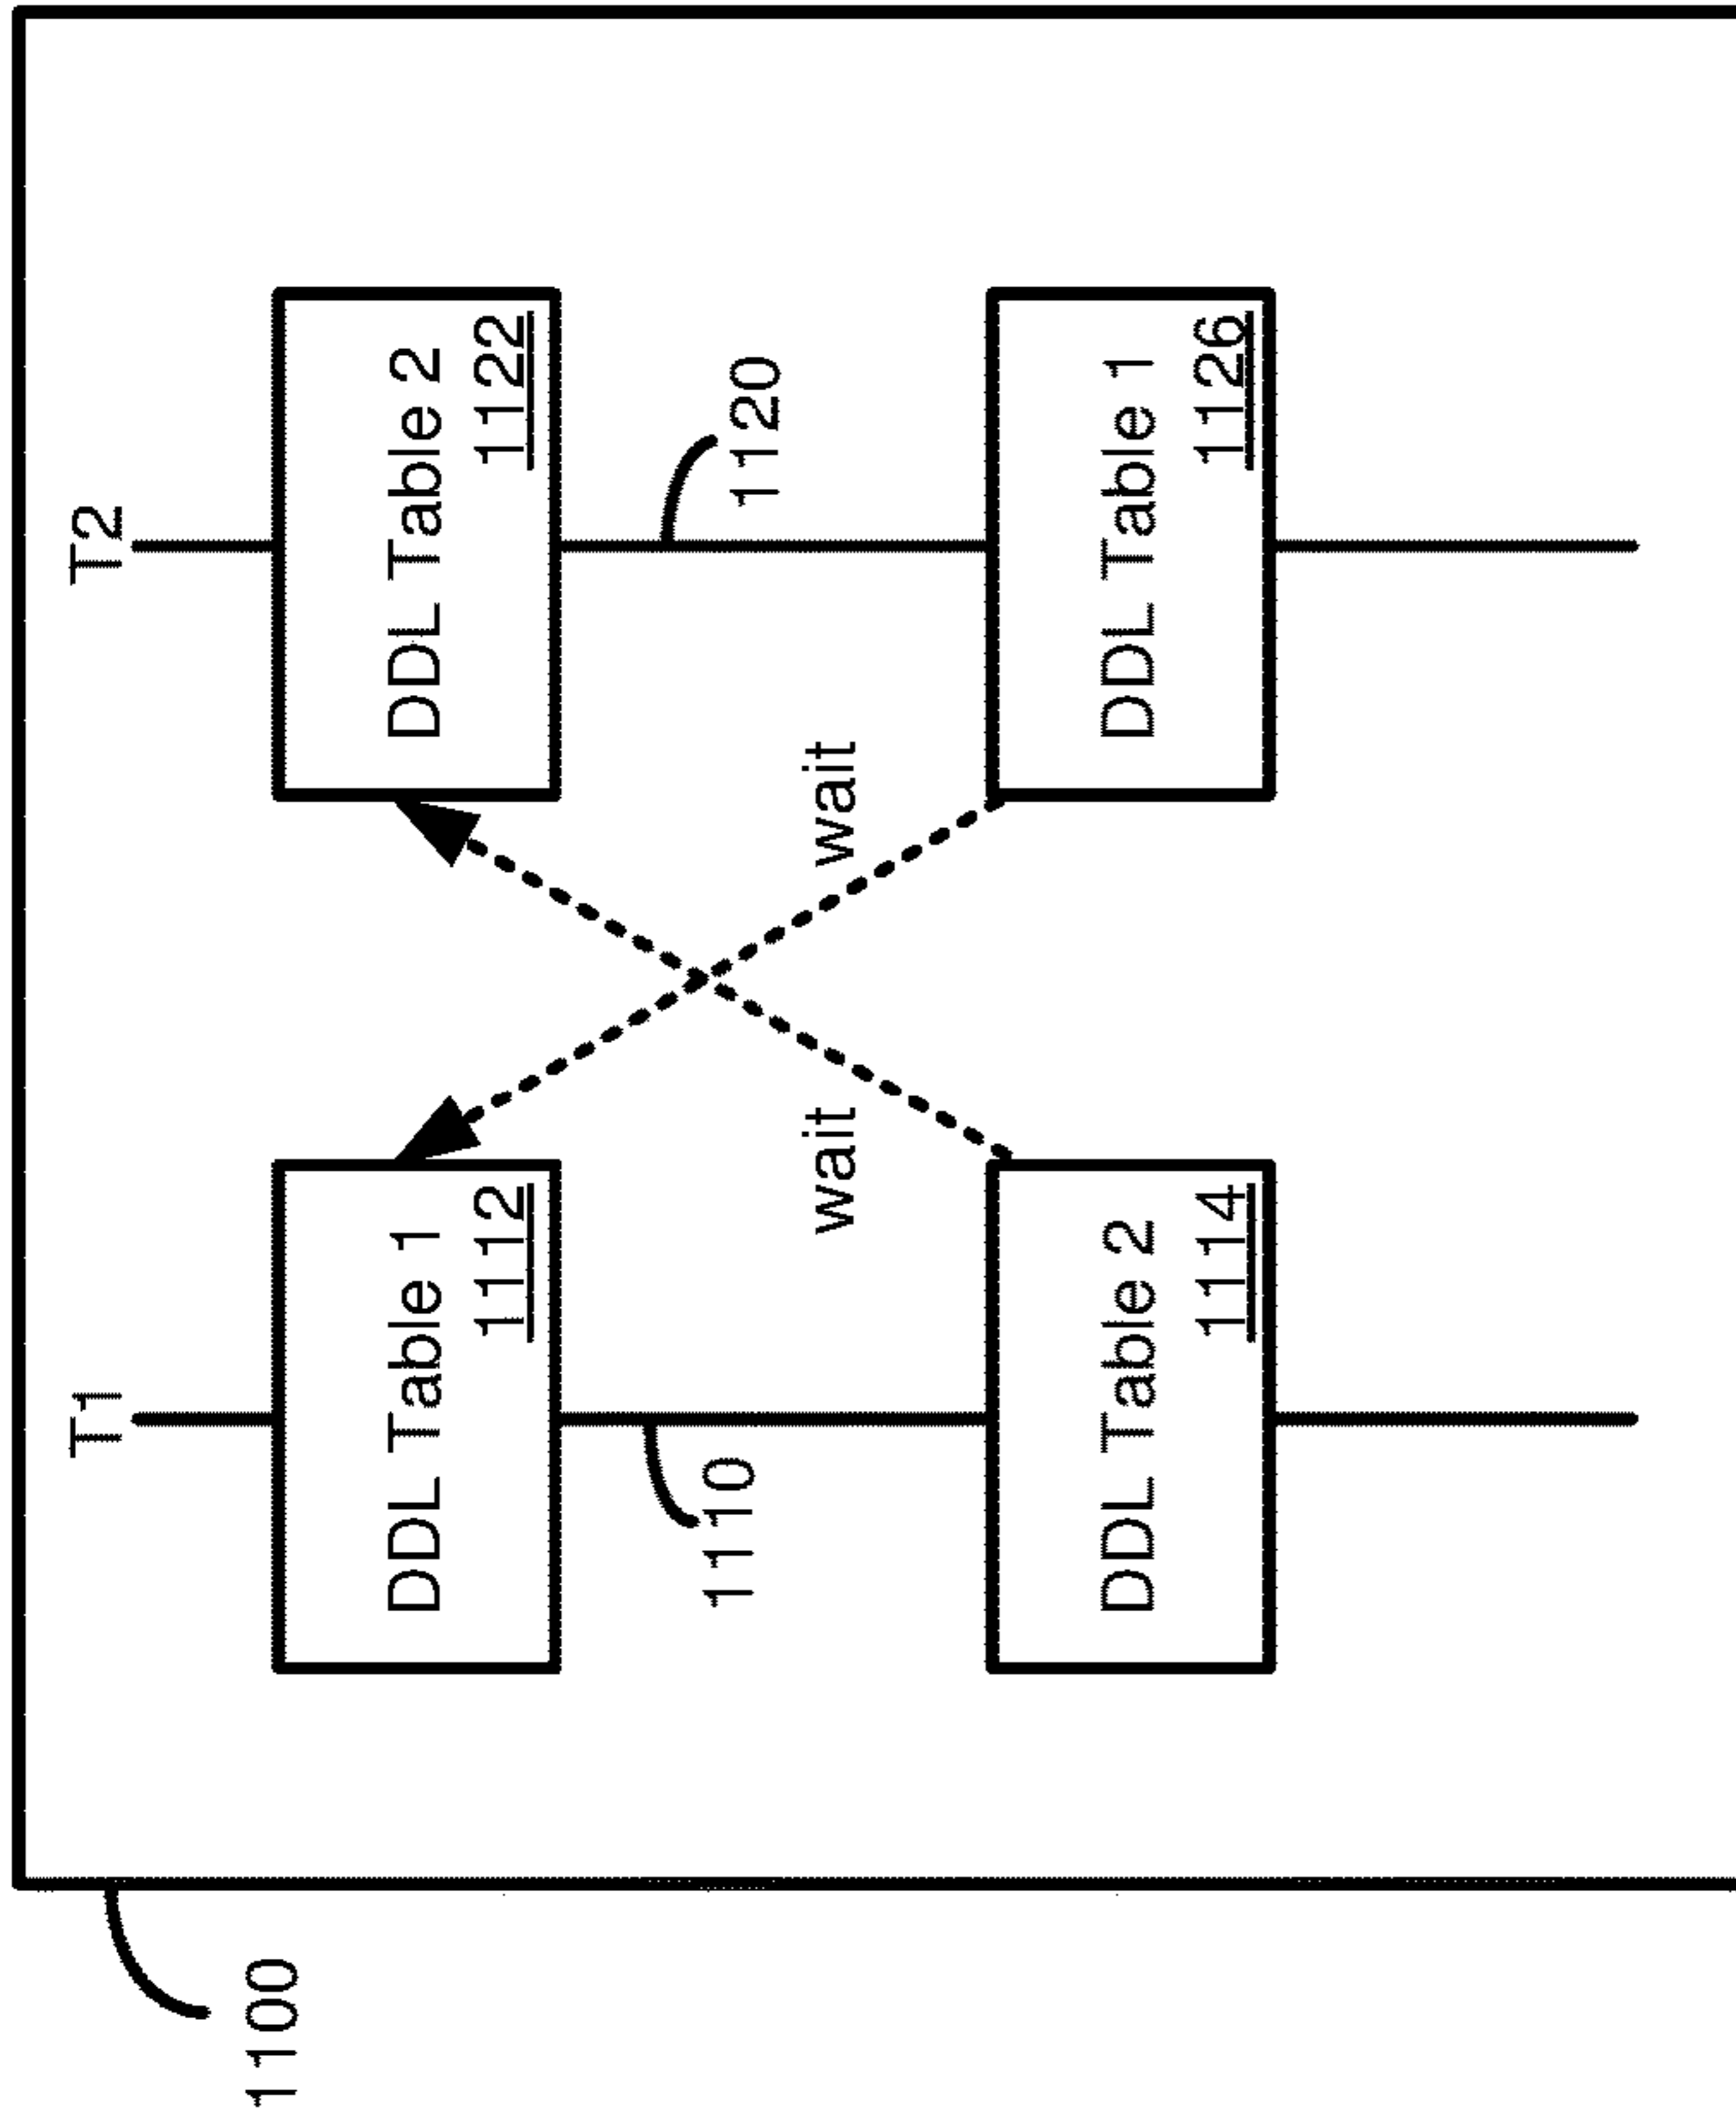 1100
T1
T2
DDL Table 1
1112
DDL Table 2
1122
1110
1120
wait
wait
DDL Table 2
1114
DDL Table 1
1126